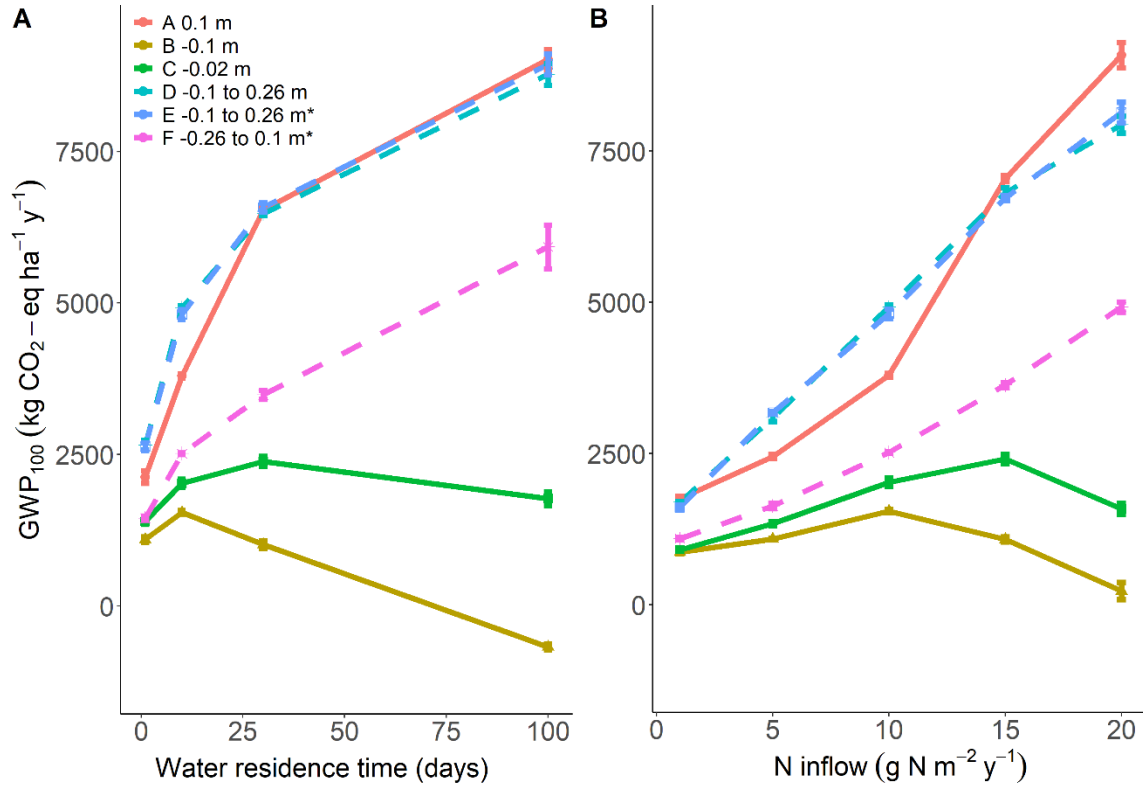 A
A 0.1 m
B -0.1 m
C -0.02 m
D -0.1 to 0.26 m
E -0.1 to 0.26 m*
F -0.26 to 0.1 m*
GWP₁₀₀ (kg CO₂−eq ha⁻¹ y⁻¹)
7500
5000
2500
0
0 25 50 75 100
Water residence time (days)
B
7500
5000
2500
0
0 5 10 15 20
N inflow (g N m⁻² y⁻¹)